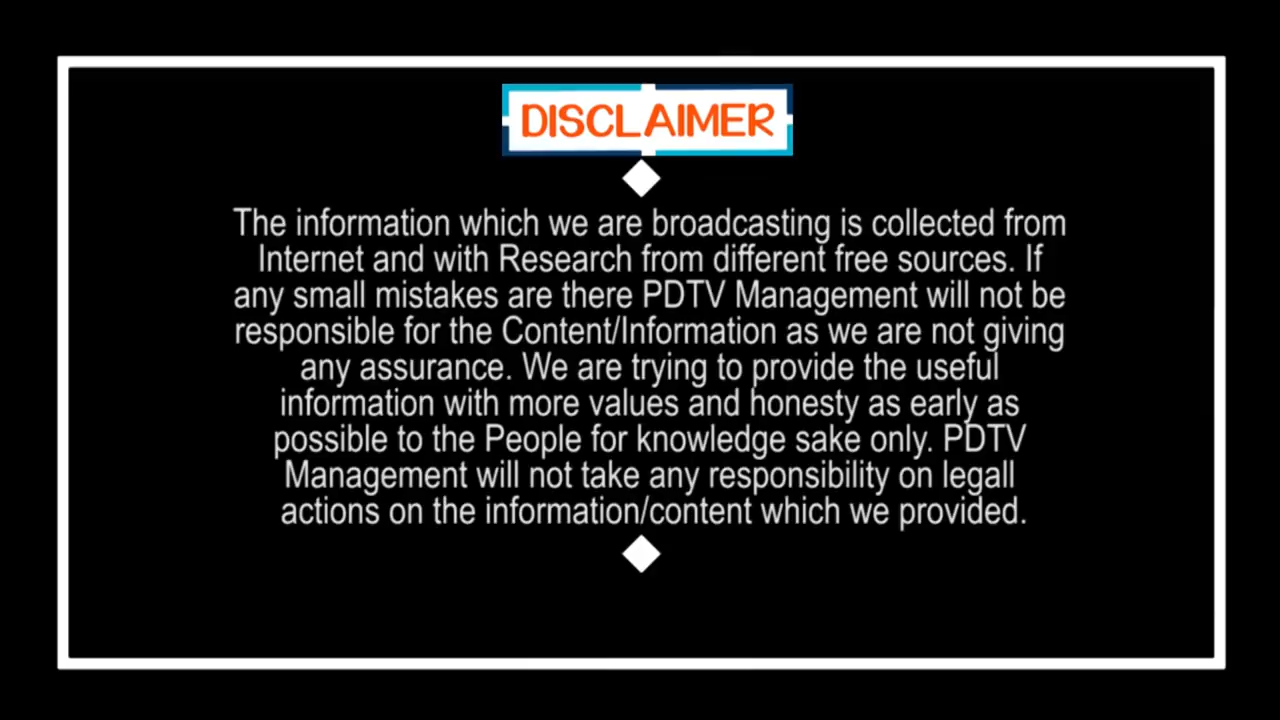 DISCLAIMER
The information which we are broadcasting is collected from
Internet and with Research from different free sources. If
any small mistakes are there PDTV Management will not be
responsible for the Content/Information as we are not giving
any assurance. We are trying to provide the useful
information with more values and honesty as early as
possible to the People for knowledge sake only. PDTV
Management will not take any responsibility on legall
actions on the information/content which we provided.